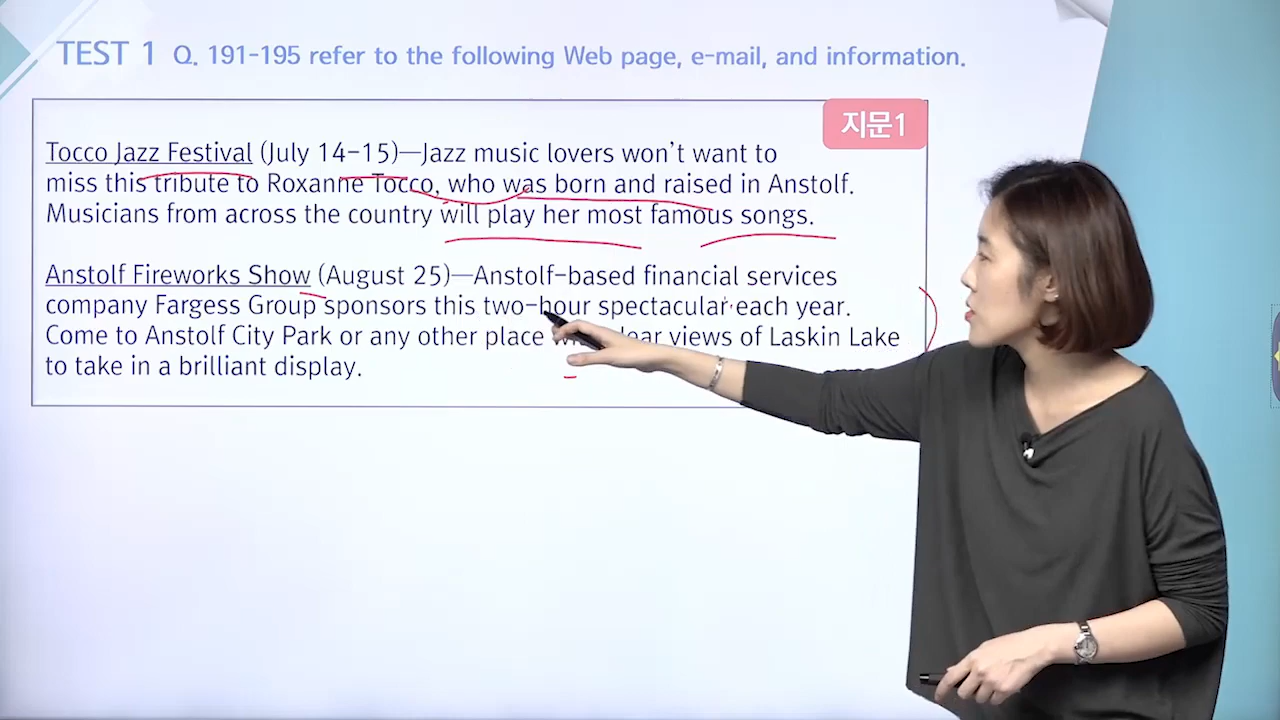 TEST 1 Q. 191-195 refer to the following Web page, e-mail, and information.
지문1
Tocco Jazz Festival (July 14-15)—Jazz music lovers won't want to
miss this tribute to Roxanne Tocco, who was born and raised in Anstolf.
Musicians from across the country will play her most famous songs.
Anstolf Fireworks Show (August 25)—Anstolf-based financial services
company Fargess Group sponsors this two-hour spectacular each year.
Come to Anstolf City Park or any other place views of Laskin Lake
to take in a brilliant display.